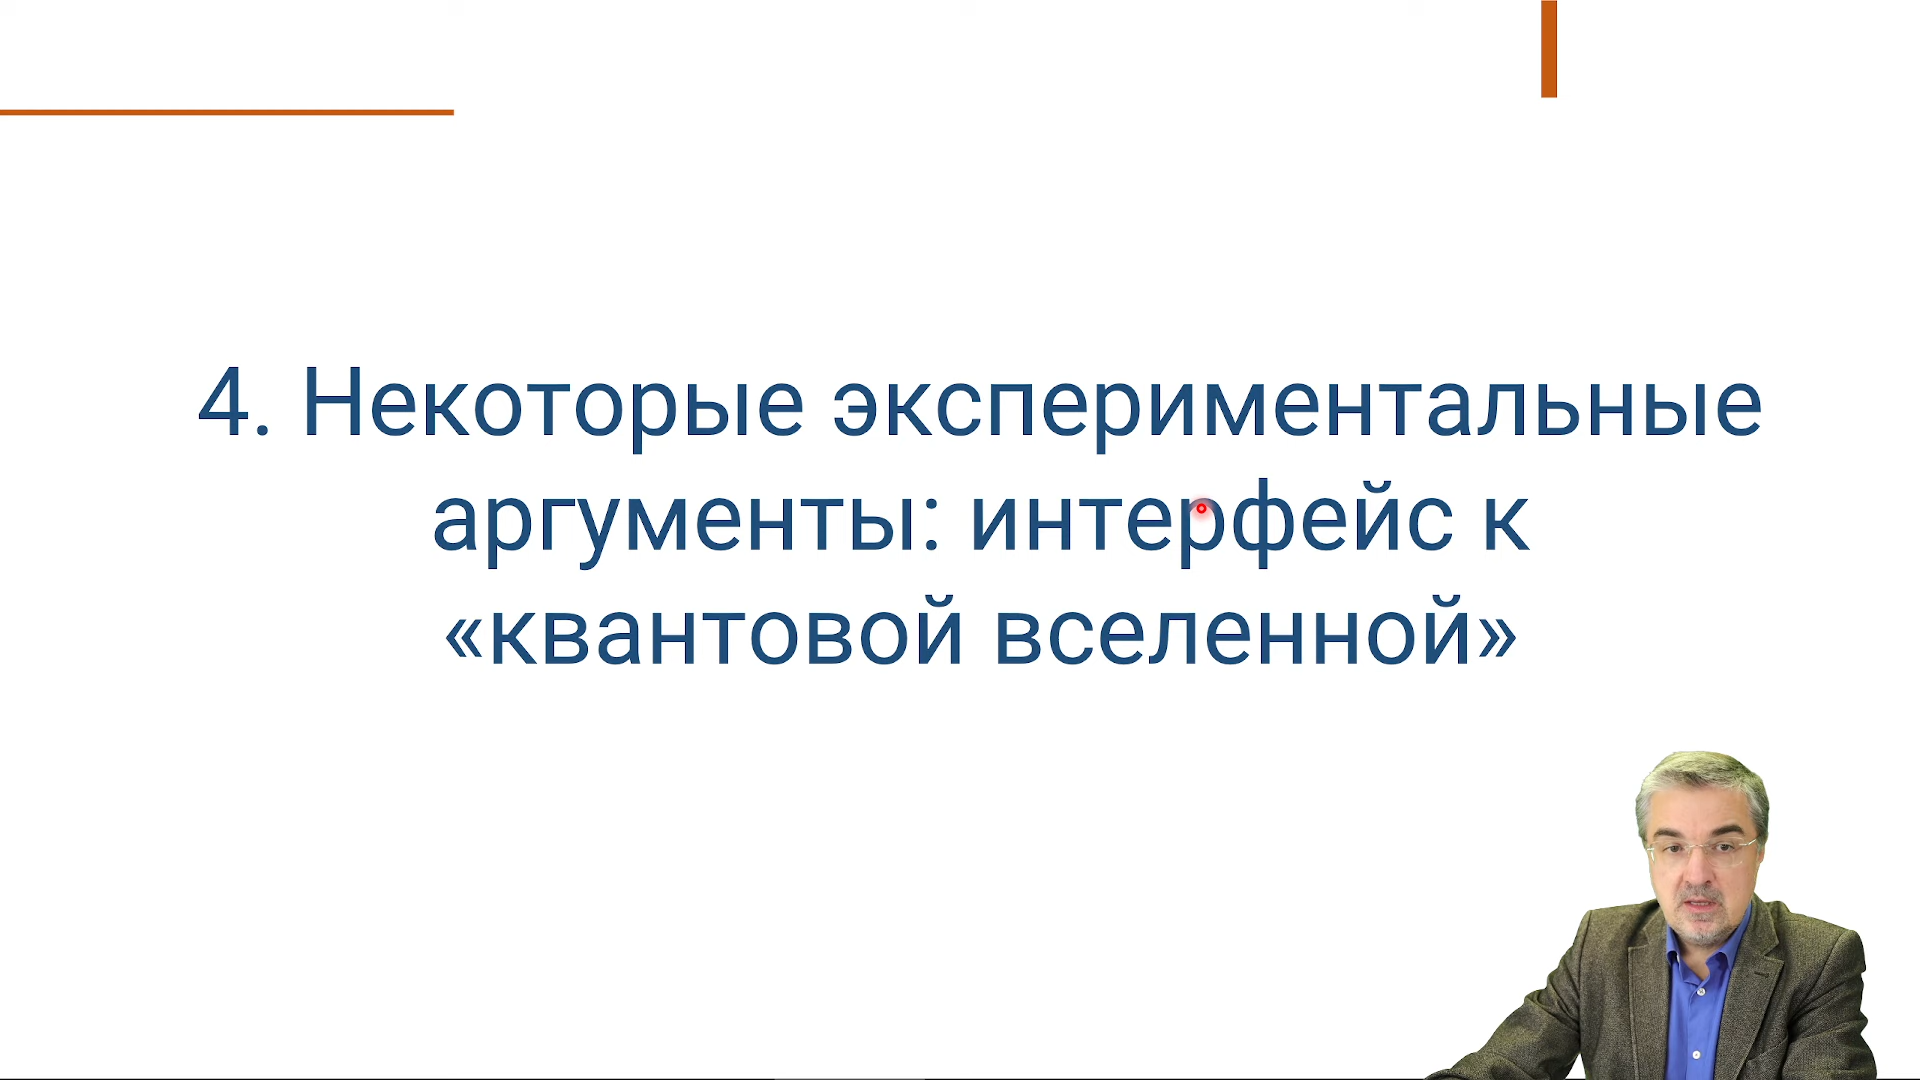 4. Некоторые экспериментальные
аргументы: интерфейс к
«квантовой вселенной»